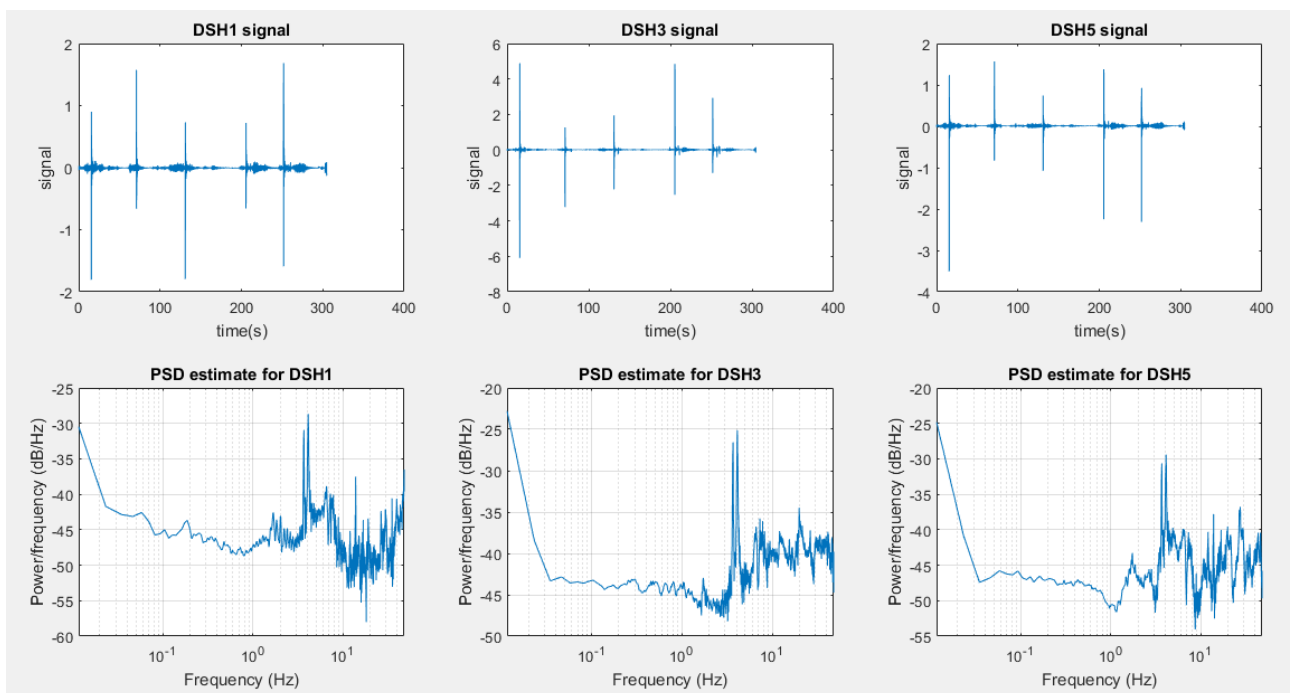 DSH1 signal
2
1
0
-1
-2
signal
0 100 200 300 400
time(s)
DSH3 signal
6
4
2
0
-2
-4
-6
-8
signal
0 100 200 300 400
time(s)
DSH5 signal
2
1
0
-1
-2
-3
-4
signal
0 100 200 300 400
time(s)
PSD estimate for DSH1
-25
-30
-35
-40
-45
-50
-55
-60
Power/frequency (dB/Hz)
10^-1 10^0 10^1
Frequency (Hz)
PSD estimate for DSH3
-20
-25
-30
-35
-40
-45
-50
Power/frequency (dB/Hz)
10^-1 10^0 10^1
Frequency (Hz)
PSD estimate for DSH5
-20
-25
-30
-35
-40
-45
-50
-55
Power/frequency (dB/Hz)
10^-1 10^0 10^1
Frequency (Hz)